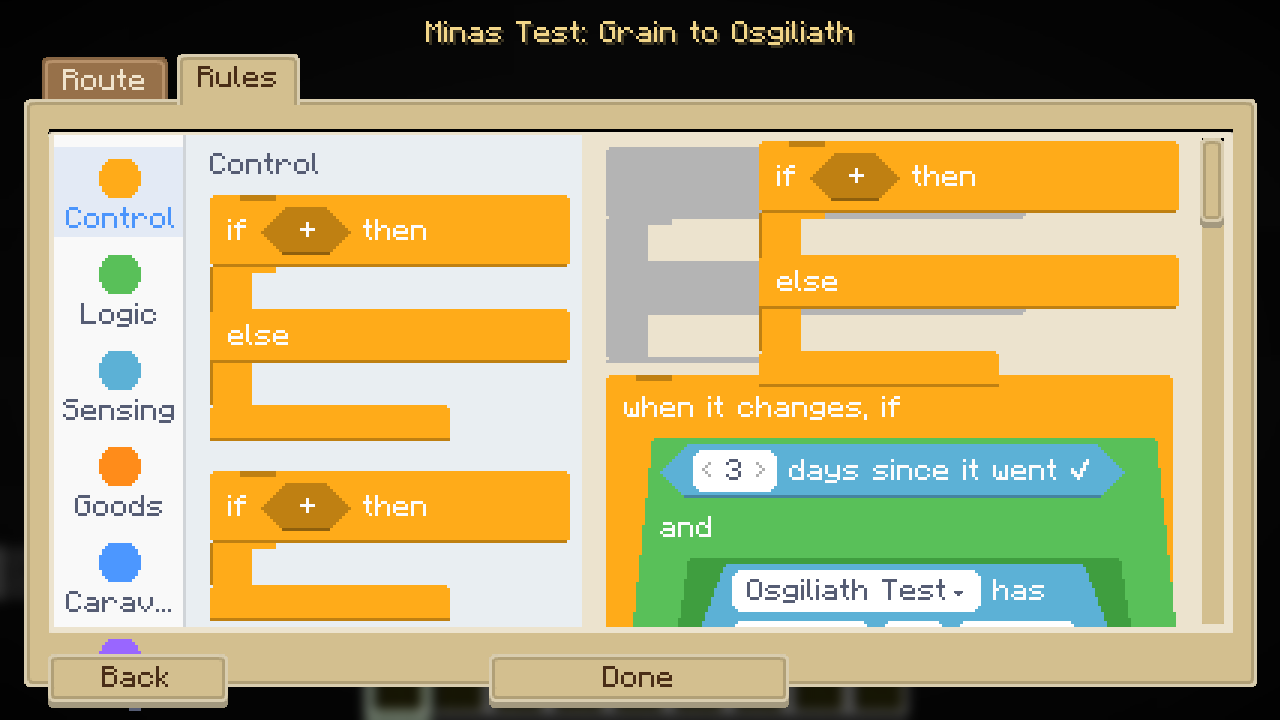 Minas Test: Grain to Osgiliath
Route
Rules
Control
Logic
Sensing
Goods
Carav...
Control
if + then
else
if + then
if + then
else
when it changes, if
< 3 > days since it went ✓
and
Osgiliath Test has
Back
Done